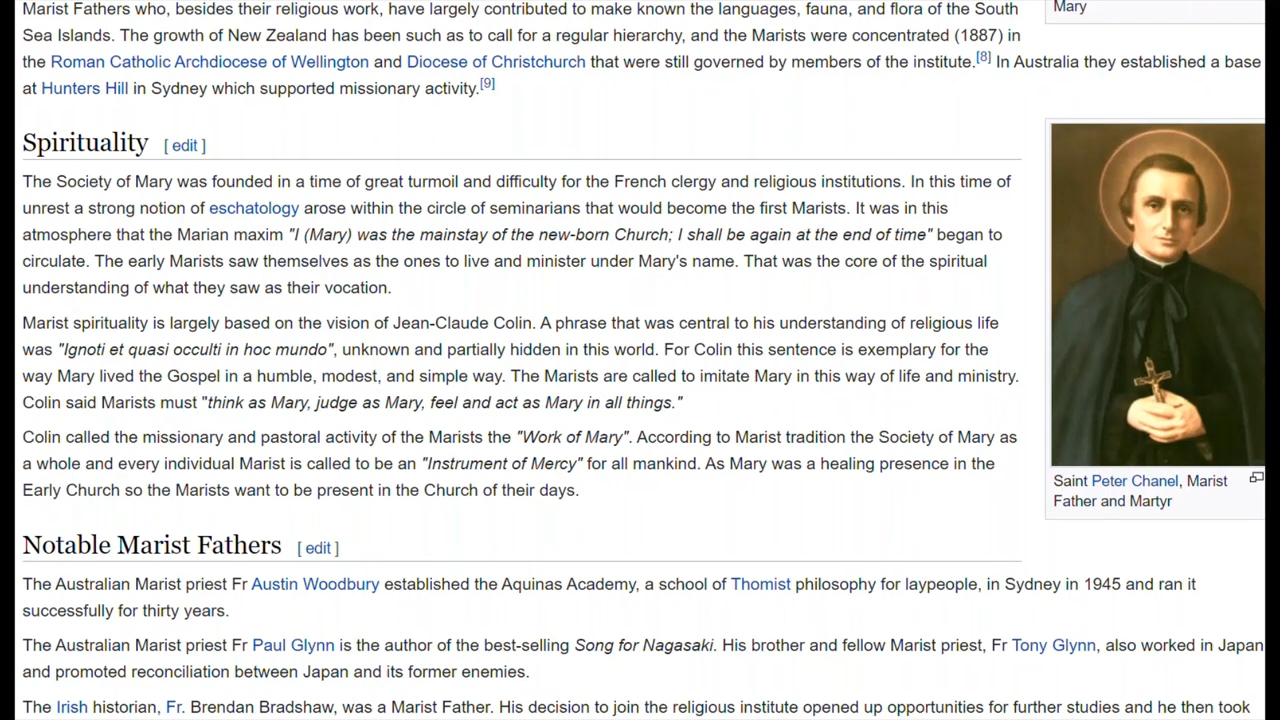 Marist Fathers who, besides their religious work, have largely contributed to make known the languages, fauna, and flora of the South
Sea Islands. The growth of New Zealand has been such as to call for a regular hierarchy, and the Marists were concentrated (1887) in
the Roman Catholic Archdiocese of Wellington and Diocese of Christchurch that were still governed by members of the institute.[8] In Australia they established a base
at Hunters Hill in Sydney which supported missionary activity.[9]
Mary
Spirituality [ edit ]
The Society of Mary was founded in a time of great turmoil and difficulty for the French clergy and religious institutions. In this time of
unrest a strong notion of eschatology arose within the circle of seminarians that would become the first Marists. It was in this
atmosphere that the Marian maxim "I (Mary) was the mainstay of the new-born Church; I shall be again at the end of time" began to
circulate. The early Marists saw themselves as the ones to live and minister under Mary's name. That was the core of the spiritual
understanding of what they saw as their vocation.
Marist spirituality is largely based on the vision of Jean-Claude Colin. A phrase that was central to his understanding of religious life
was "Ignoti et quasi occulti in hoc mundo", unknown and partially hidden in this world. For Colin this sentence is exemplary for the
way Mary lived the Gospel in a humble, modest, and simple way. The Marists are called to imitate Mary in this way of life and ministry.
Colin said Marists must "think as Mary, judge as Mary, feel and act as Mary in all things."
Colin called the missionary and pastoral activity of the Marists the "Work of Mary". According to Marist tradition the Society of Mary as
a whole and every individual Marist is called to be an "Instrument of Mercy" for all mankind. As Mary was a healing presence in the
Early Church so the Marists want to be present in the Church of their days.
Saint Peter Chanel, Marist
Father and Martyr
Notable Marist Fathers [ edit ]
The Australian Marist priest Fr Austin Woodbury established the Aquinas Academy, a school of Thomist philosophy for laypeople, in Sydney in 1945 and ran it
successfully for thirty years.
The Australian Marist priest Fr Paul Glynn is the author of the best-selling Song for Nagasaki. His brother and fellow Marist priest, Fr Tony Glynn, also worked in Japan
and promoted reconciliation between Japan and its former enemies.
The Irish historian, Fr. Brendan Bradshaw, was a Marist Father. His decision to join the religious institute opened up opportunities for further studies and he then took